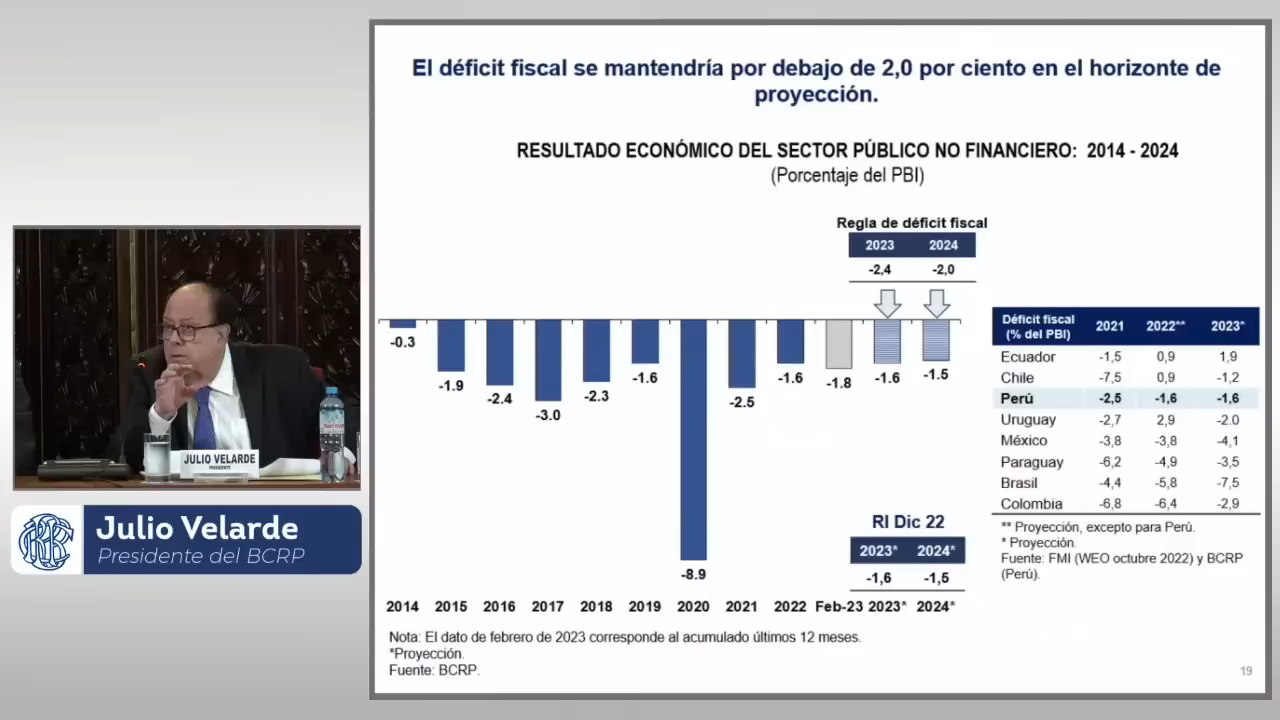 El déficit fiscal se mantendría por debajo de 2,0 por ciento en el horizonte de
proyección.
RESULTADO ECONÓMICO DEL SECTOR PÚBLICO NO FINANCIERO: 2014 - 2024
(Porcentaje del PBI)
Regla de déficit fiscal
2023 2024
-2,4 -2,0
-0.3 -1.9 -2.4 -3.0 -2.3 -1.6 -8.9 -2.5 -1.6 -1.8 -1.6 -1.5
RI Dic 22
2023* 2024*
-1,6 -1,5
2014 2015 2016 2017 2018 2019 2020 2021 2022 Feb-23 2023* 2024*
Nota: El dato de febrero de 2023 corresponde al acumulado últimos 12 meses.
*Proyección.
Fuente: BCRP.
Déficit fiscal
(% del PBI) 2021 2022** 2023*
Ecuador -1,5 0,9 1,9
Chile -7,5 0,9 -1,2
Perú -2,5 -1,6 -1,6
Uruguay -2,7 2,9 -2.0
México -3,8 -3,8 -4,1
Paraguay -6,2 -4,9 -3,5
Brasil -4,4 -5,8 -7,5
Colombia -6,8 -6,4 -2,9
** Proyección, excepto para Perú.
* Proyección.
Fuente: FMI (WEO octubre 2022) y BCRP
(Perú).
19
JULIO VELARDE
PRESIDENTE
Julio Velarde
Presidente del BCRP